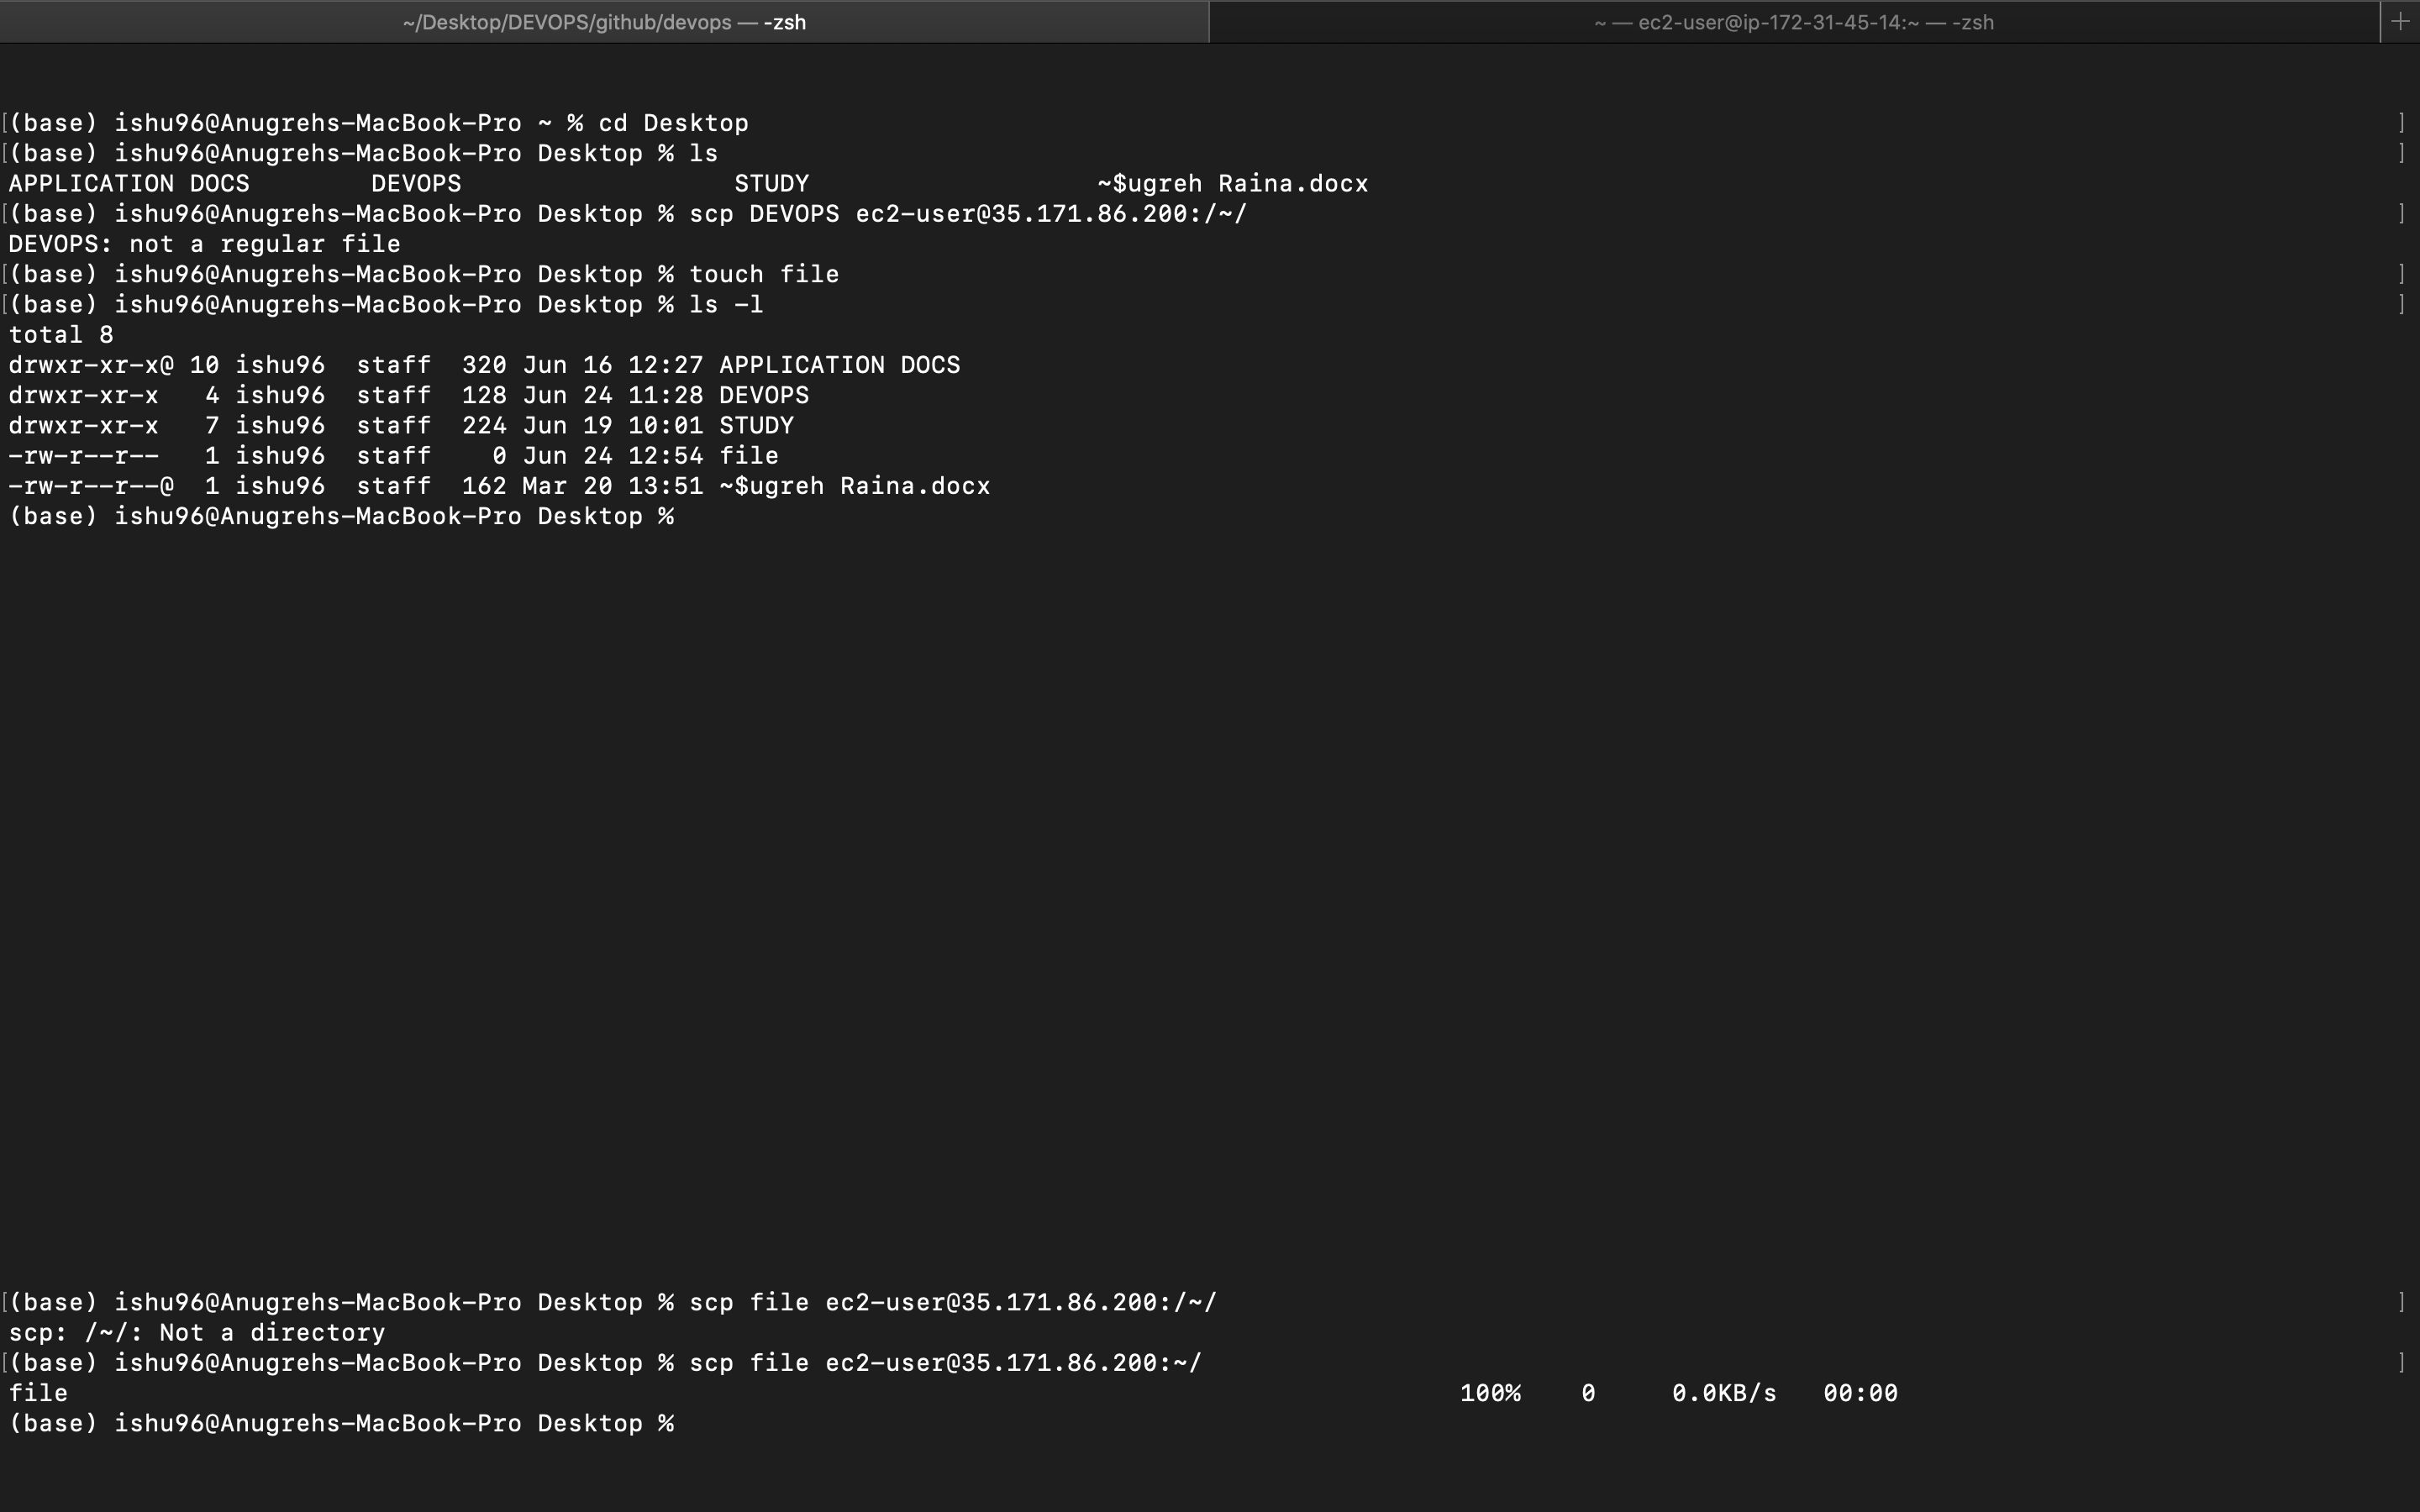 ~/Desktop/DEVOPS/github/devops — -zsh
~ — ec2-user@ip-172-31-45-14:~ — -zsh
+
[(base) ishu96@Anugrehs-MacBook-Pro ~ % cd Desktop ]
[(base) ishu96@Anugrehs-MacBook-Pro Desktop % ls ]
APPLICATION DOCS        DEVOPS                  STUDY                   ~$ugreh Raina.docx
[(base) ishu96@Anugrehs-MacBook-Pro Desktop % scp DEVOPS ec2-user@35.171.86.200:/~/ ]
DEVOPS: not a regular file
[(base) ishu96@Anugrehs-MacBook-Pro Desktop % touch file ]
[(base) ishu96@Anugrehs-MacBook-Pro Desktop % ls -l ]
total 8
drwxr-xr-x@ 10 ishu96  staff  320 Jun 16 12:27 APPLICATION DOCS
drwxr-xr-x   4 ishu96  staff  128 Jun 24 11:28 DEVOPS
drwxr-xr-x   7 ishu96  staff  224 Jun 19 10:01 STUDY
-rw-r--r--   1 ishu96  staff    0 Jun 24 12:54 file
-rw-r--r--@  1 ishu96  staff  162 Mar 20 13:51 ~$ugreh Raina.docx
(base) ishu96@Anugrehs-MacBook-Pro Desktop %
[(base) ishu96@Anugrehs-MacBook-Pro Desktop % scp file ec2-user@35.171.86.200:/~/ ]
scp: /~/: Not a directory
[(base) ishu96@Anugrehs-MacBook-Pro Desktop % scp file ec2-user@35.171.86.200:~/ ]
file                                            100%    0     0.0KB/s   00:00
(base) ishu96@Anugrehs-MacBook-Pro Desktop %